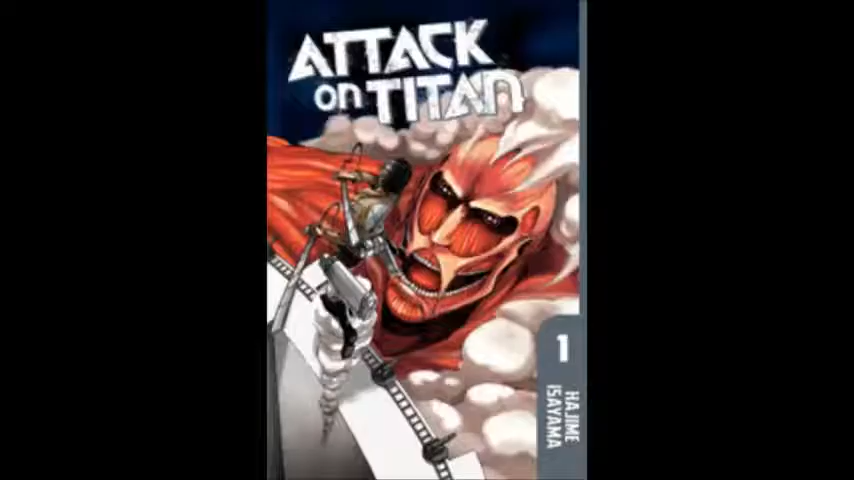 ATTACK
on TITAN
1
HAJIME
ISAYAMA